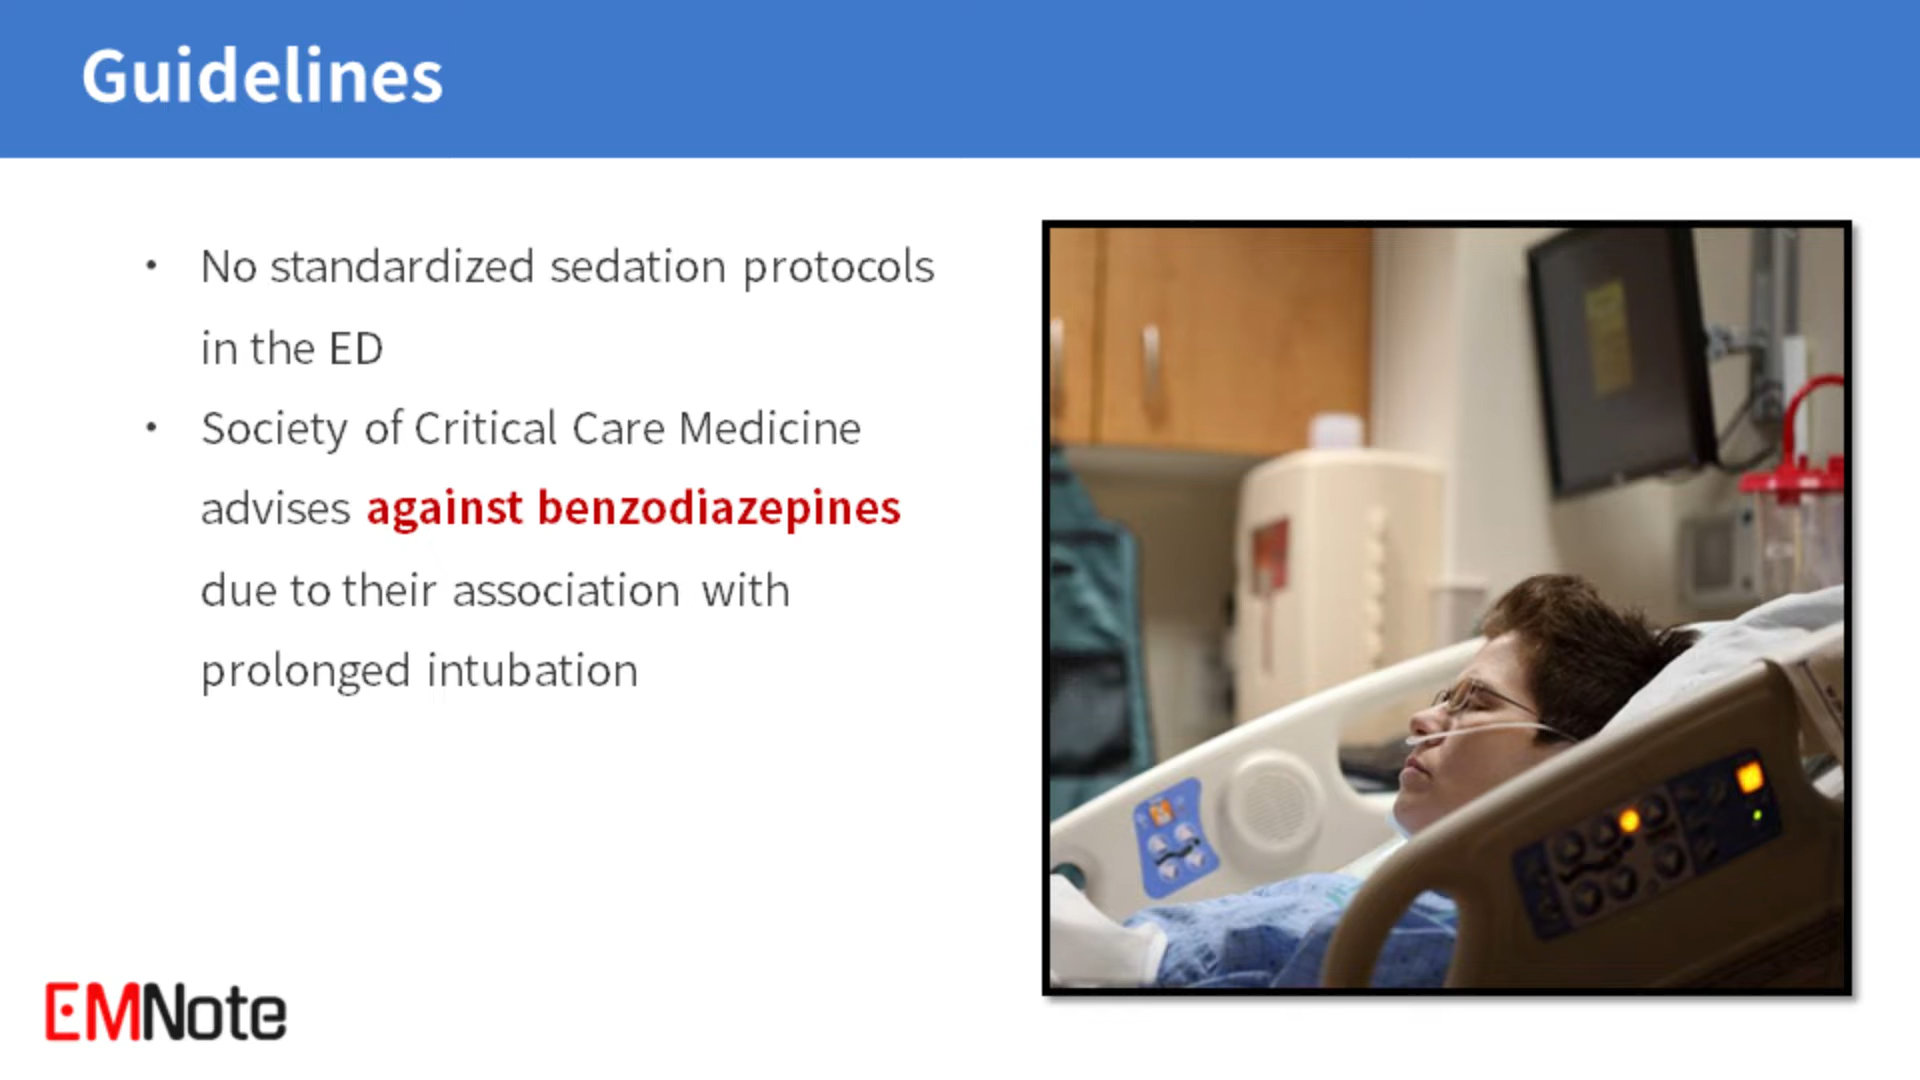 Guidelines
• No standardized sedation protocols
in the ED
• Society of Critical Care Medicine
advises against benzodiazepines
due to their association with
prolonged intubation
EMNote